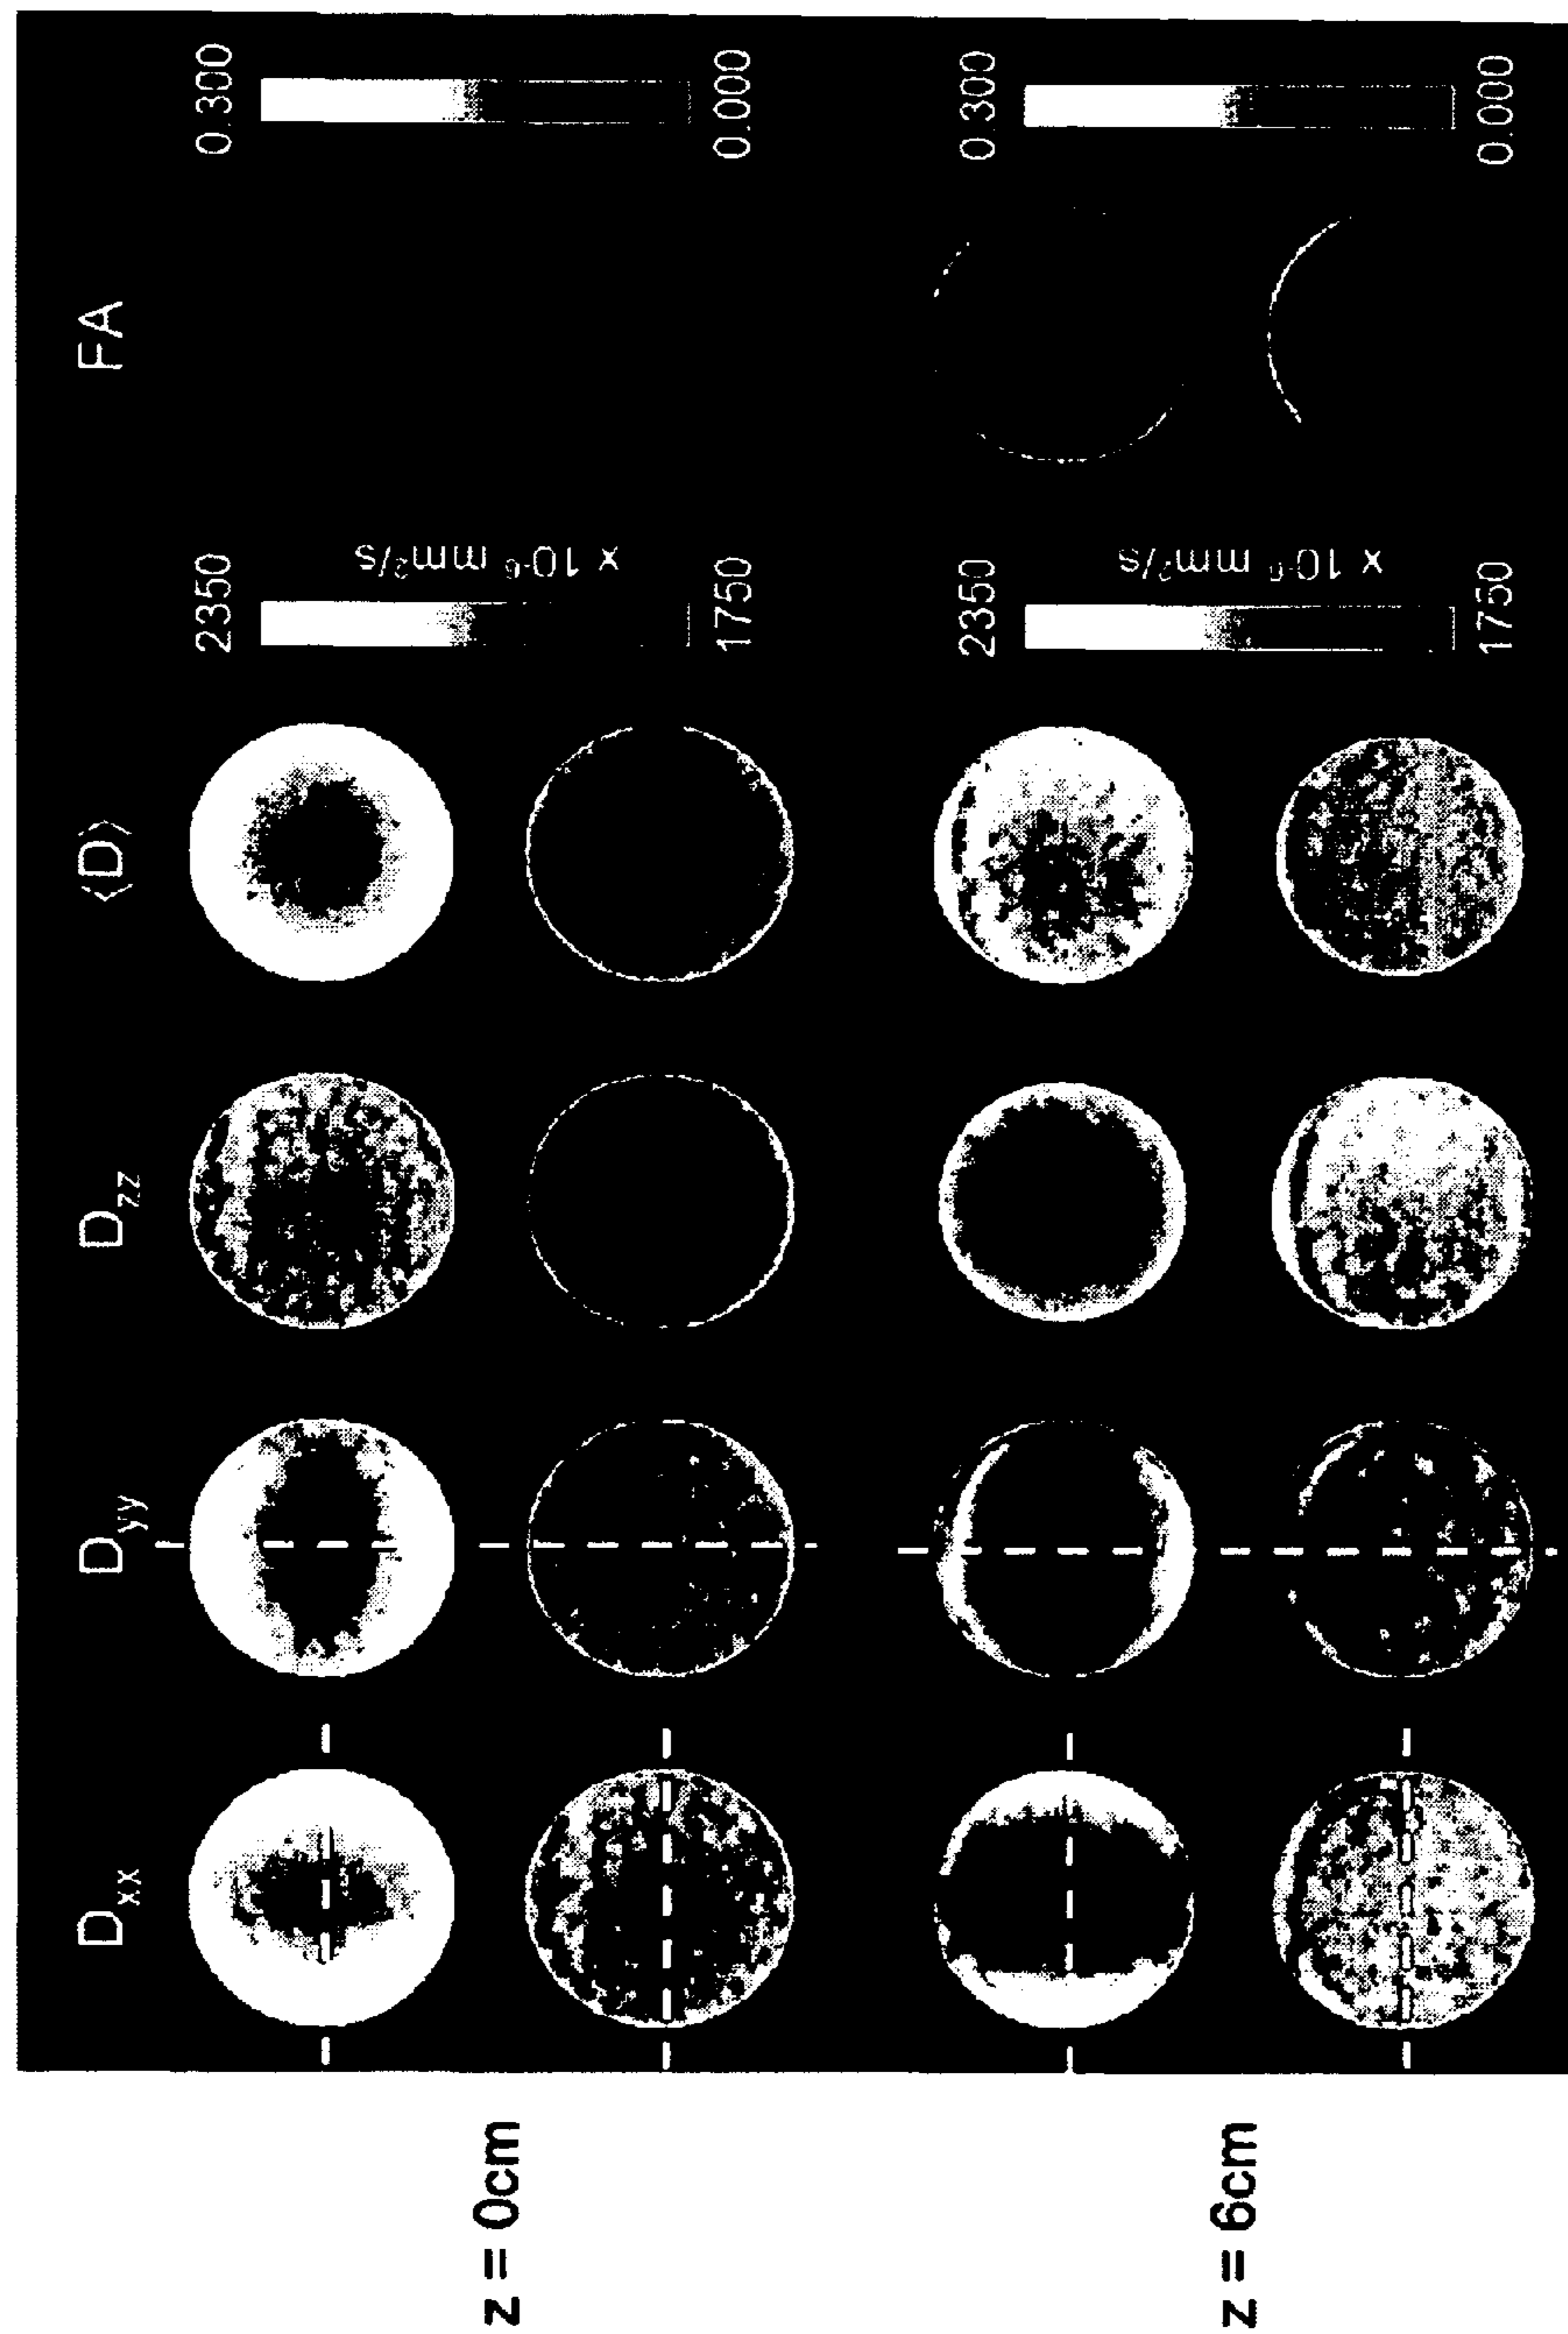 D_xx D_yy D_zz ⟨D⟩ FA
z = 0cm
2350
x 10⁻⁶ mm²/s
1750
0.300
0.000
z = 6cm
2350
x 10⁻⁶ mm²/s
1750
0.300
0.000